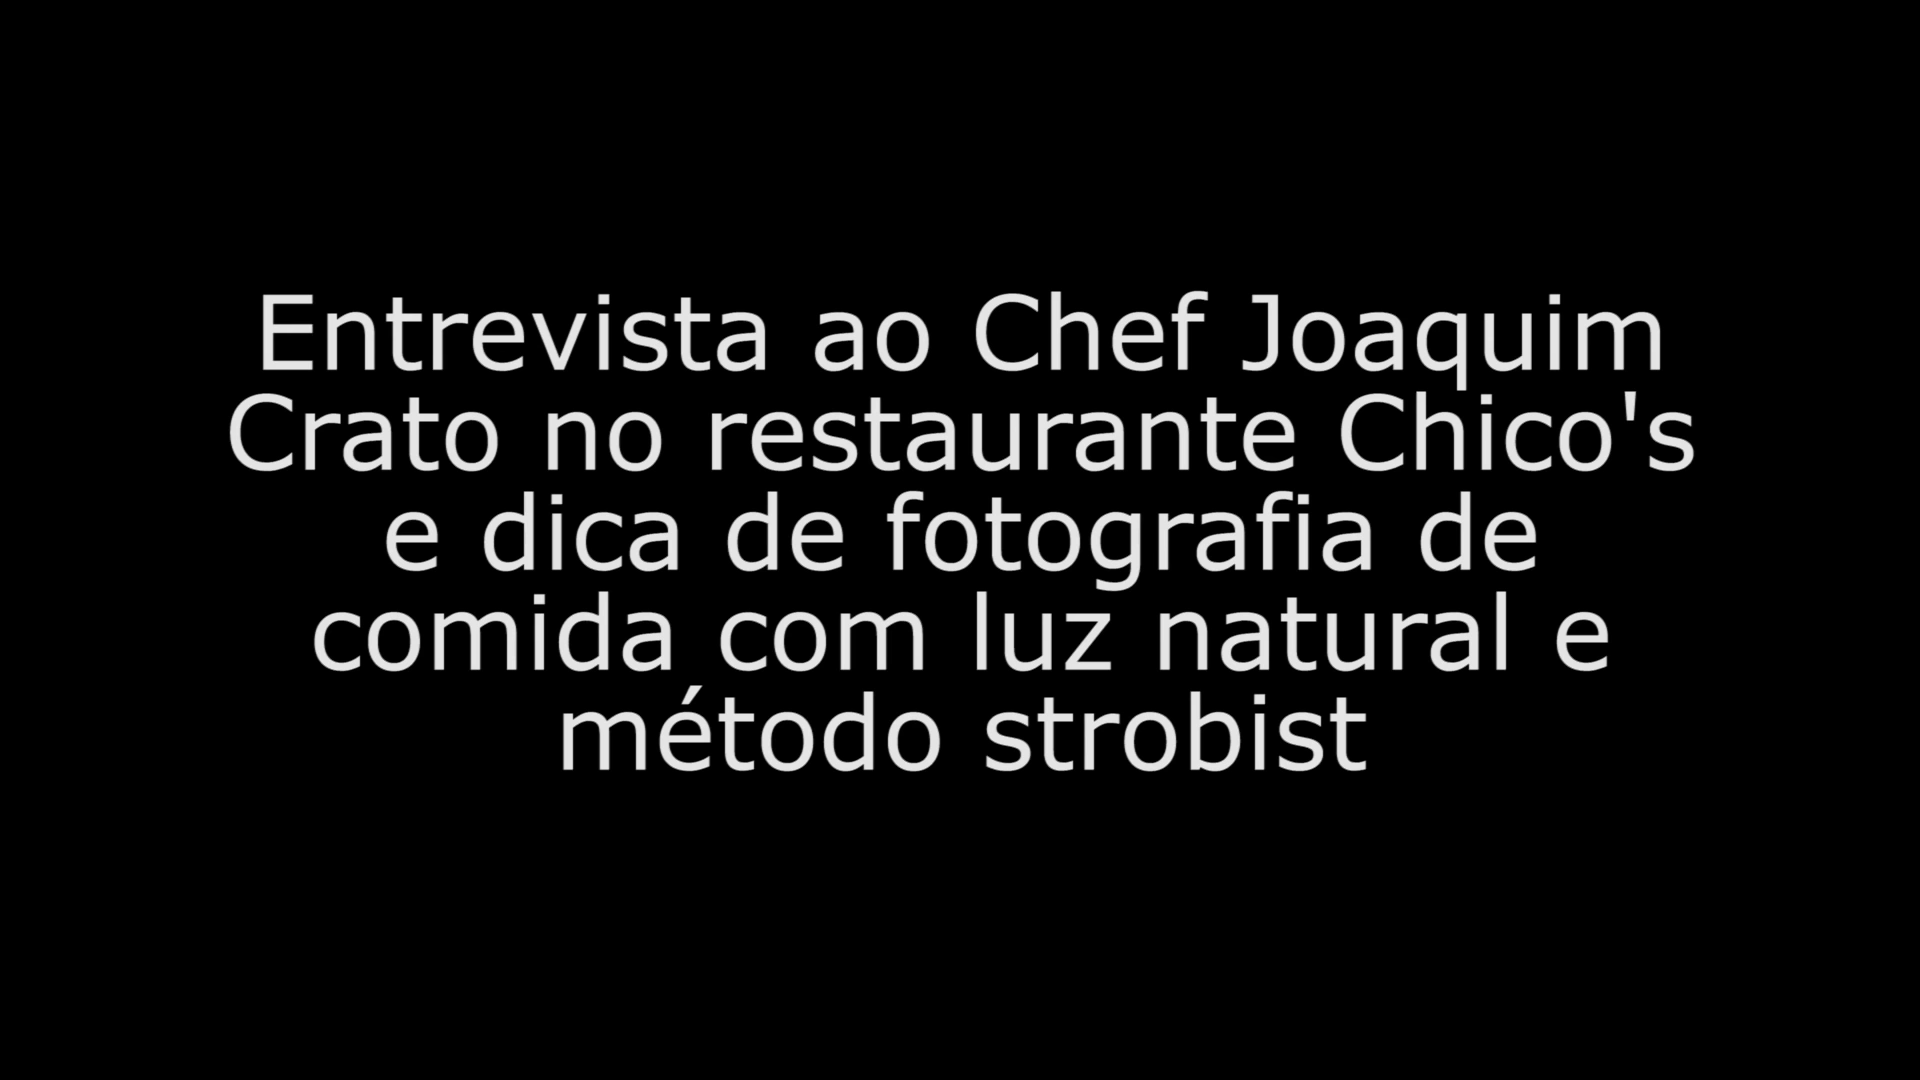 Entrevista ao Chef Joaquim
Crato no restaurante Chico's
e dica de fotografia de
comida com luz natural e
método strobist